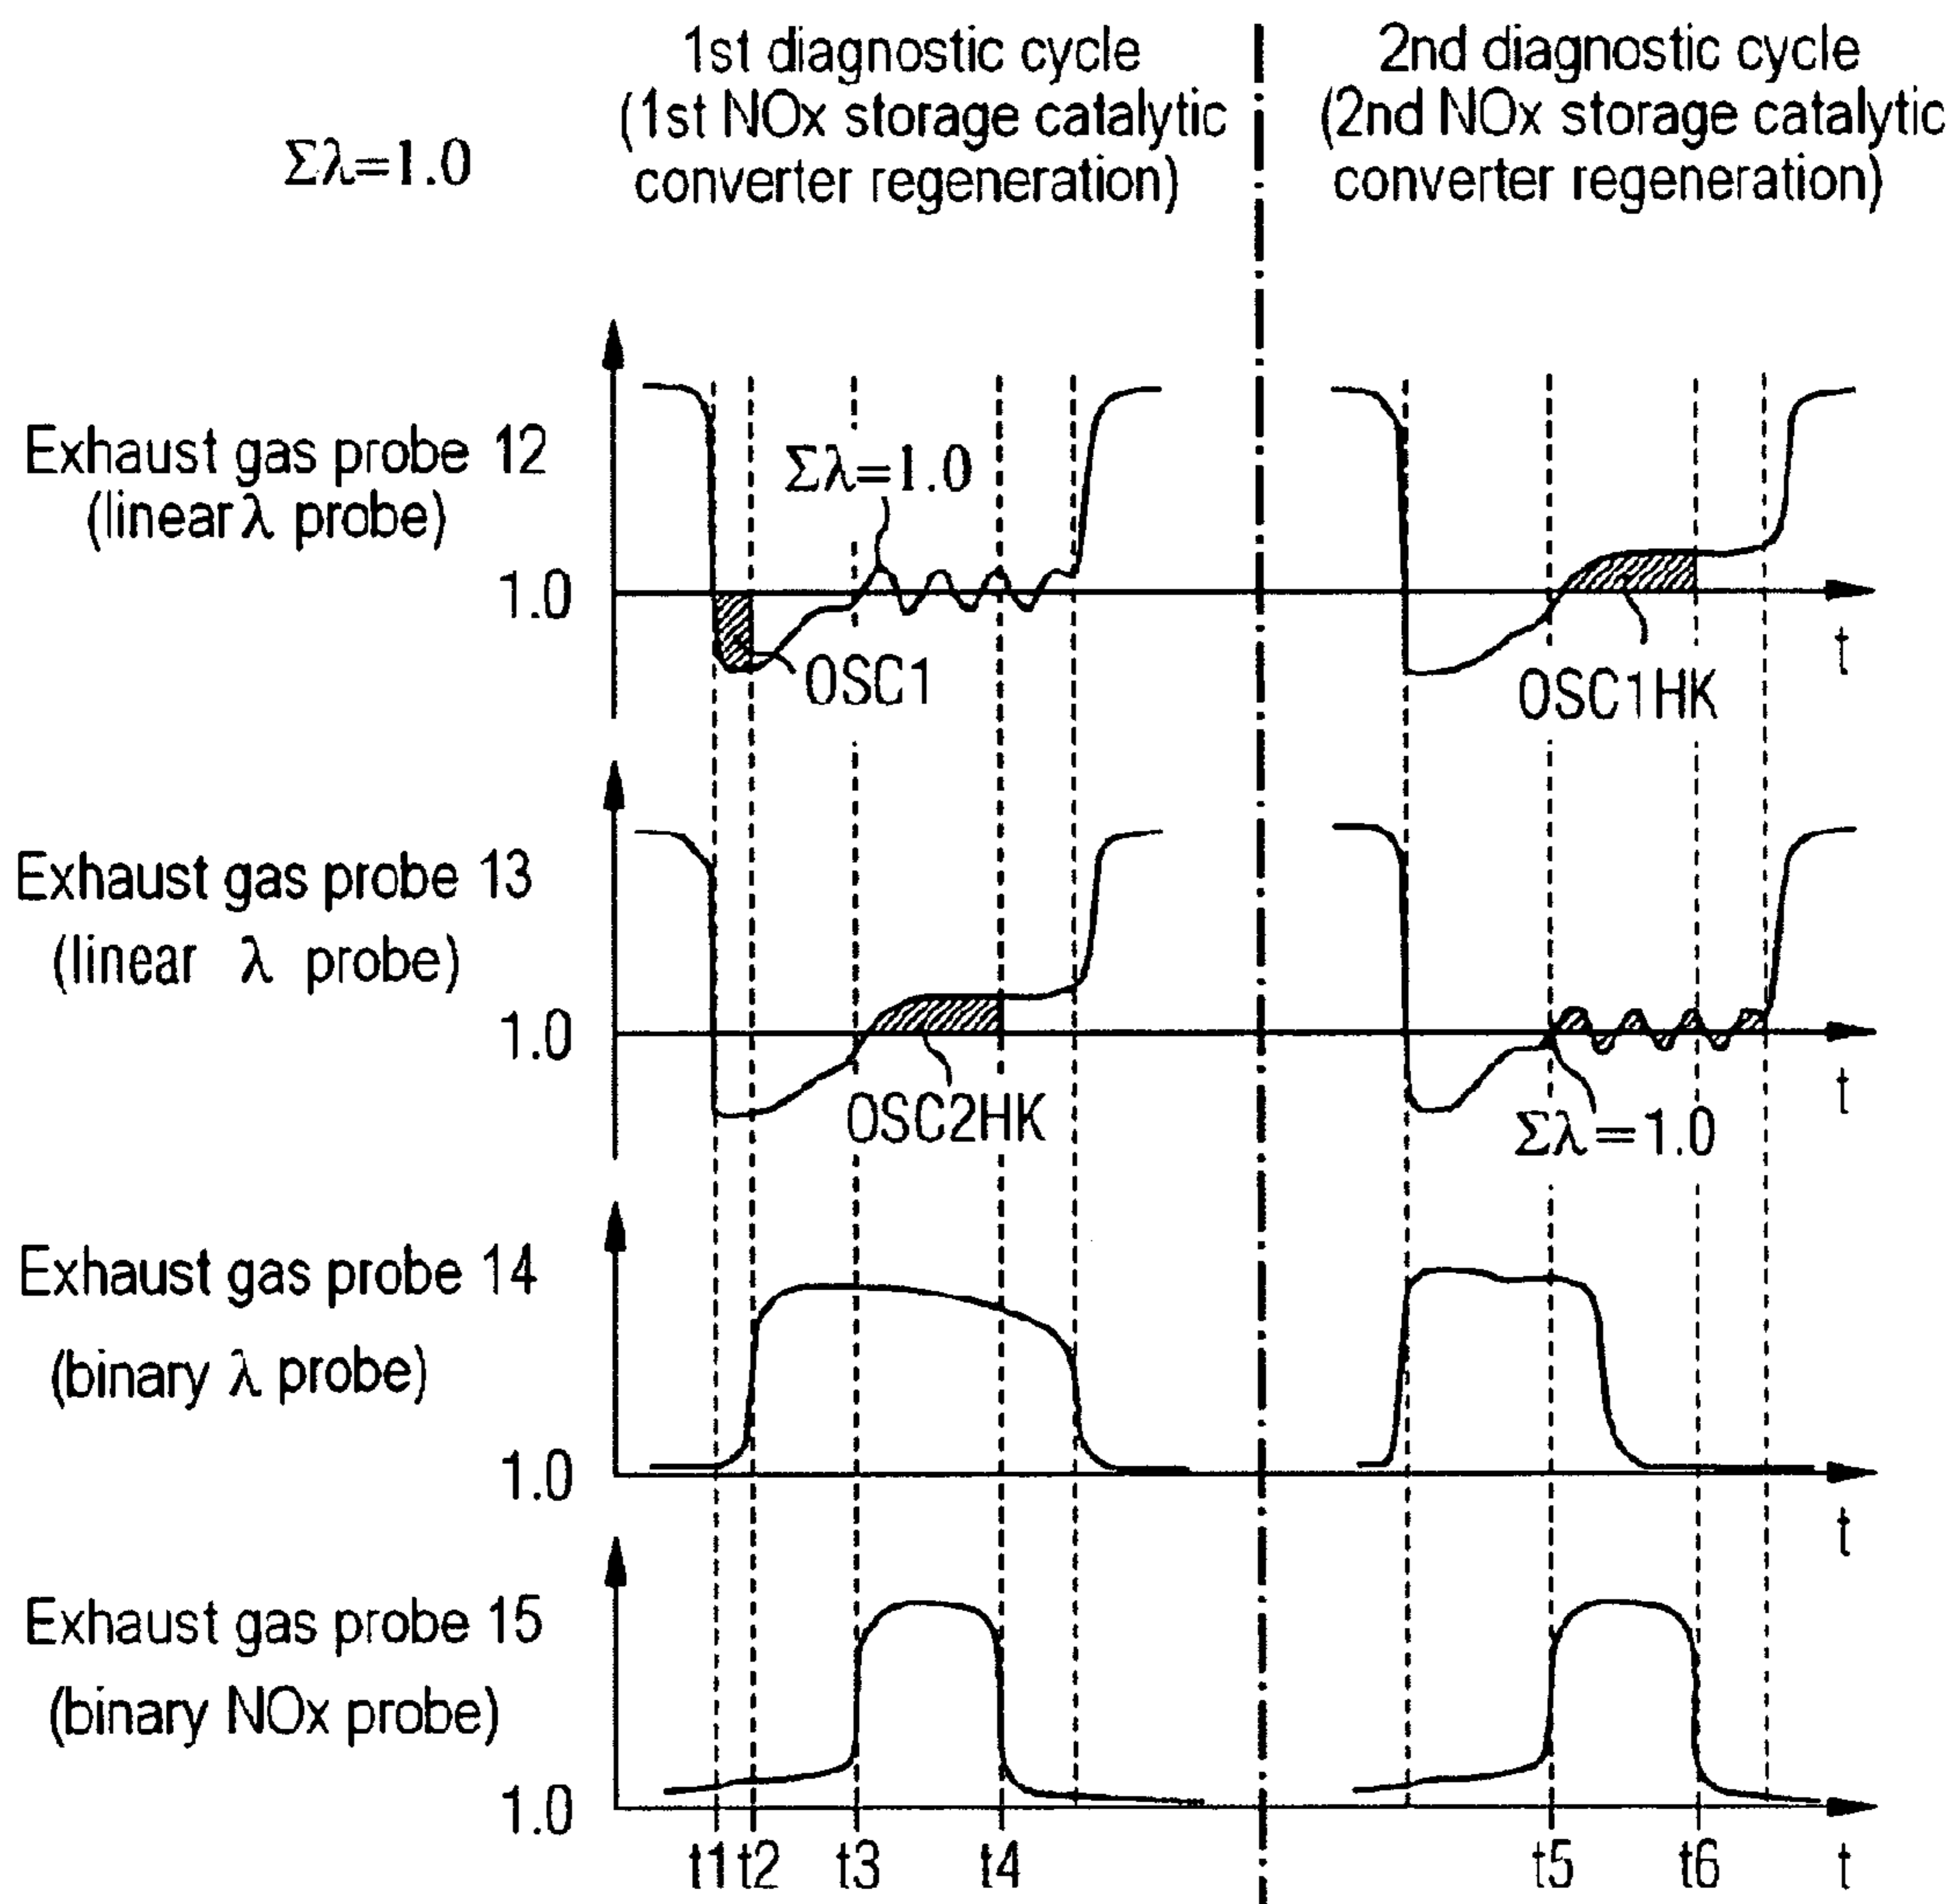 Σλ=1.0
1st diagnostic cycle
(1st NOx storage catalytic
converter regeneration)
2nd diagnostic cycle
(2nd NOx storage catalytic
converter regeneration)
Exhaust gas probe 12
(linear λ probe)
1.0
Σλ=1.0
OSC1
OSC1HK
t
Exhaust gas probe 13
(linear λ probe)
1.0
OSC2HK
Σλ=1.0
t
Exhaust gas probe 14
(binary λ probe)
1.0
t
Exhaust gas probe 15
(binary NOx probe)
1.0
t1 t2 t3 t4 t5 t6 t